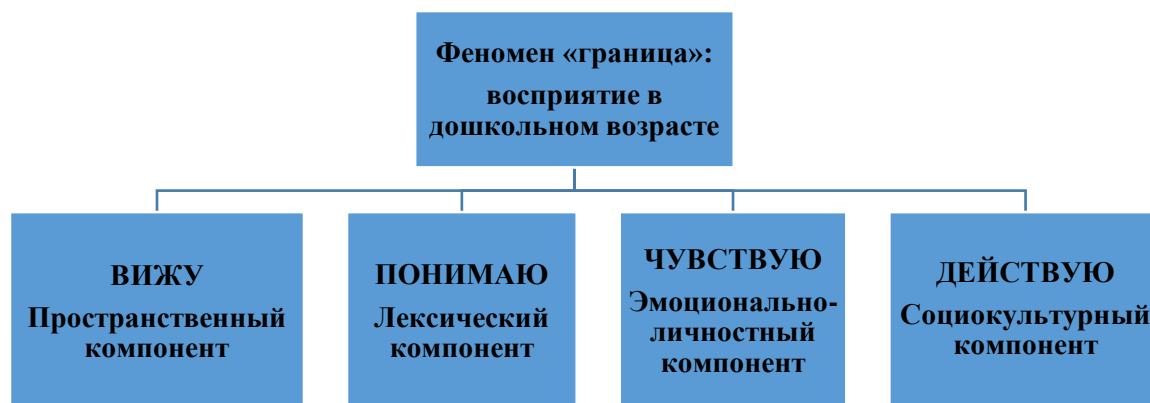 Феномен «граница»:
восприятие в
дошкольном возрасте
ВИЖУ
Пространственный
компонент
ПОНИМАЮ
Лексический
компонент
ЧУВСТВУЮ
Эмоционально-
личностный
компонент
ДЕЙСТВУЮ
Социокультурный
компонент